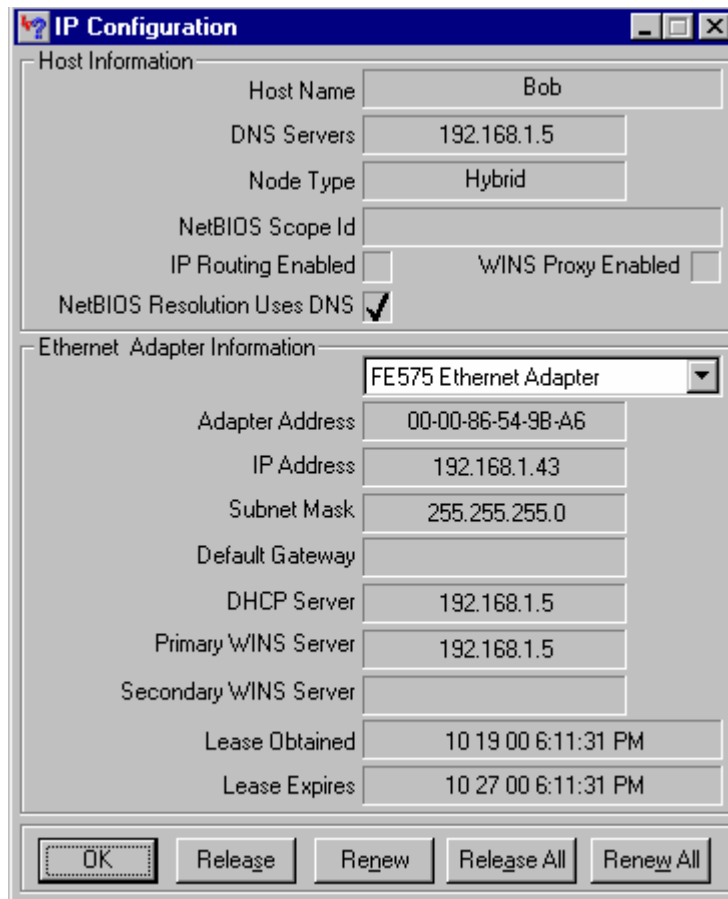 IP Configuration
Host Information
Host Name Bob
DNS Servers 192.168.1.5
Node Type Hybrid
NetBIOS Scope Id
IP Routing Enabled WINS Proxy Enabled
NetBIOS Resolution Uses DNS
Ethernet Adapter Information
FE575 Ethernet Adapter
Adapter Address 00-00-86-54-9B-A6
IP Address 192.168.1.43
Subnet Mask 255.255.255.0
Default Gateway
DHCP Server 192.168.1.5
Primary WINS Server 192.168.1.5
Secondary WINS Server
Lease Obtained 10 19 00 6:11:31 PM
Lease Expires 10 27 00 6:11:31 PM
OK Release Renew Release All Renew All